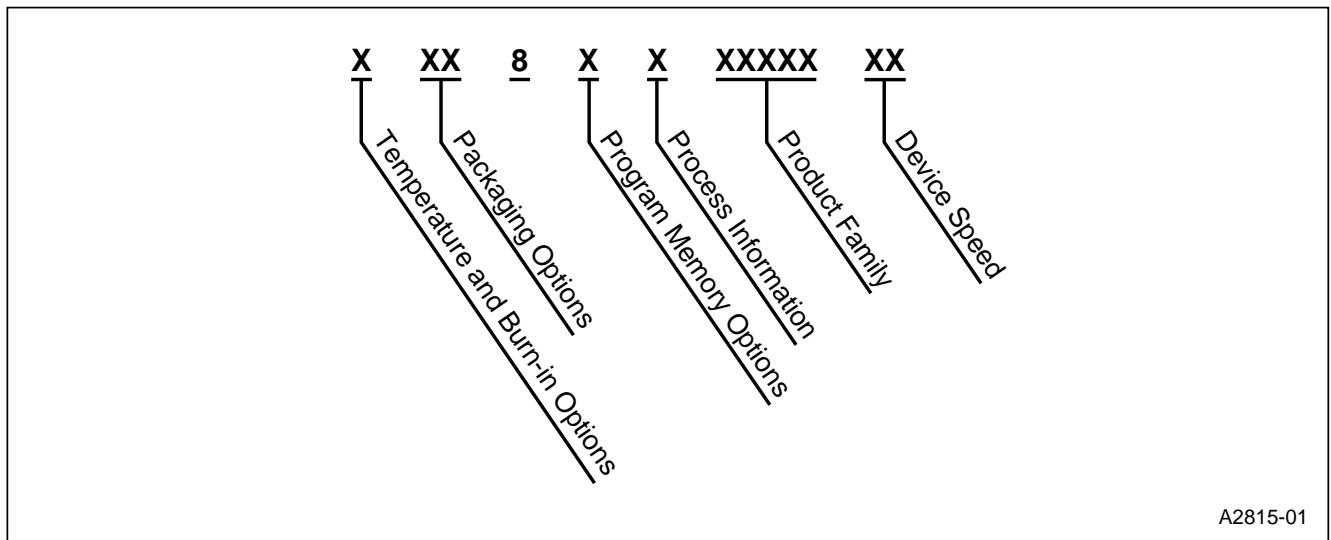 X XX 8 X X XXXXX XX
Temperature and Burn-in Options
Packaging Options
Program Memory Options
Process Information
Product Family
Device Speed
A2815-01